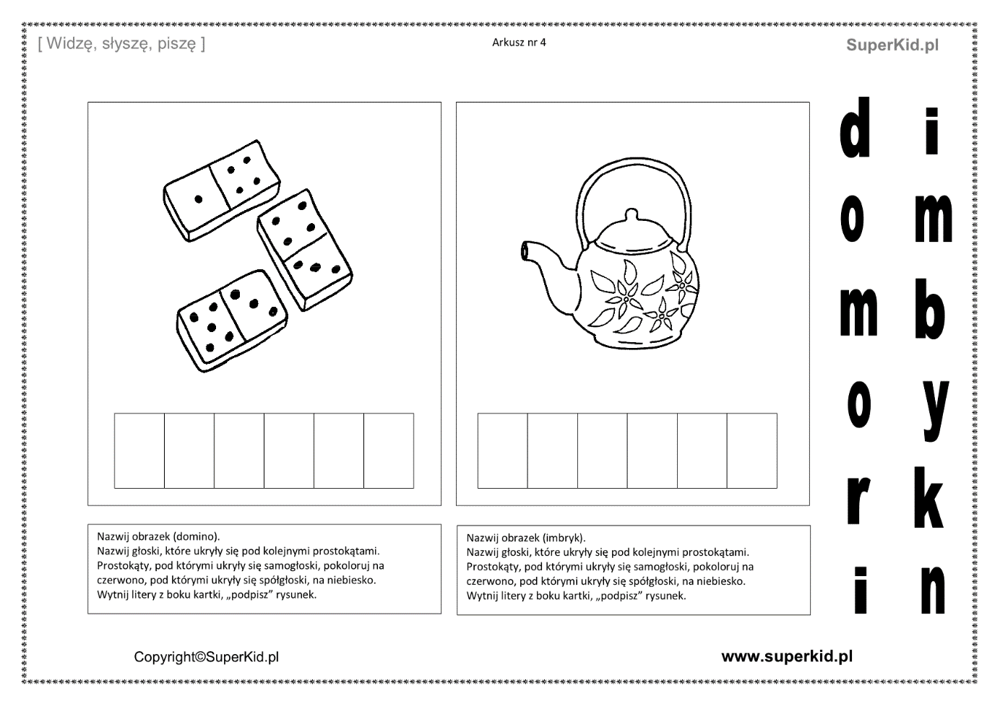 [ Widzę, słyszę, piszę ]
Arkusz nr 4
SuperKid.pl
d i
o m
m b
o y
r k
i n
Nazwij obrazek (domino).
Nazwij głoski, które ukryły się pod kolejnymi prostokątami.
Prostokąty, pod którymi ukryły się samogłoski, pokoloruj na
czerwono, pod którymi ukryły się spółgłoski, na niebiesko.
Wytnij litery z boku kartki, „podpisz” rysunek.
Nazwij obrazek (imbryk).
Nazwij głoski, które ukryły się pod kolejnymi prostokątami.
Prostokąty, pod którymi ukryły się samogłoski, pokoloruj na
czerwono, pod którymi ukryły się spółgłoski, na niebiesko.
Wytnij litery z boku kartki, „podpisz” rysunek.
Copyright©SuperKid.pl
www.superkid.pl